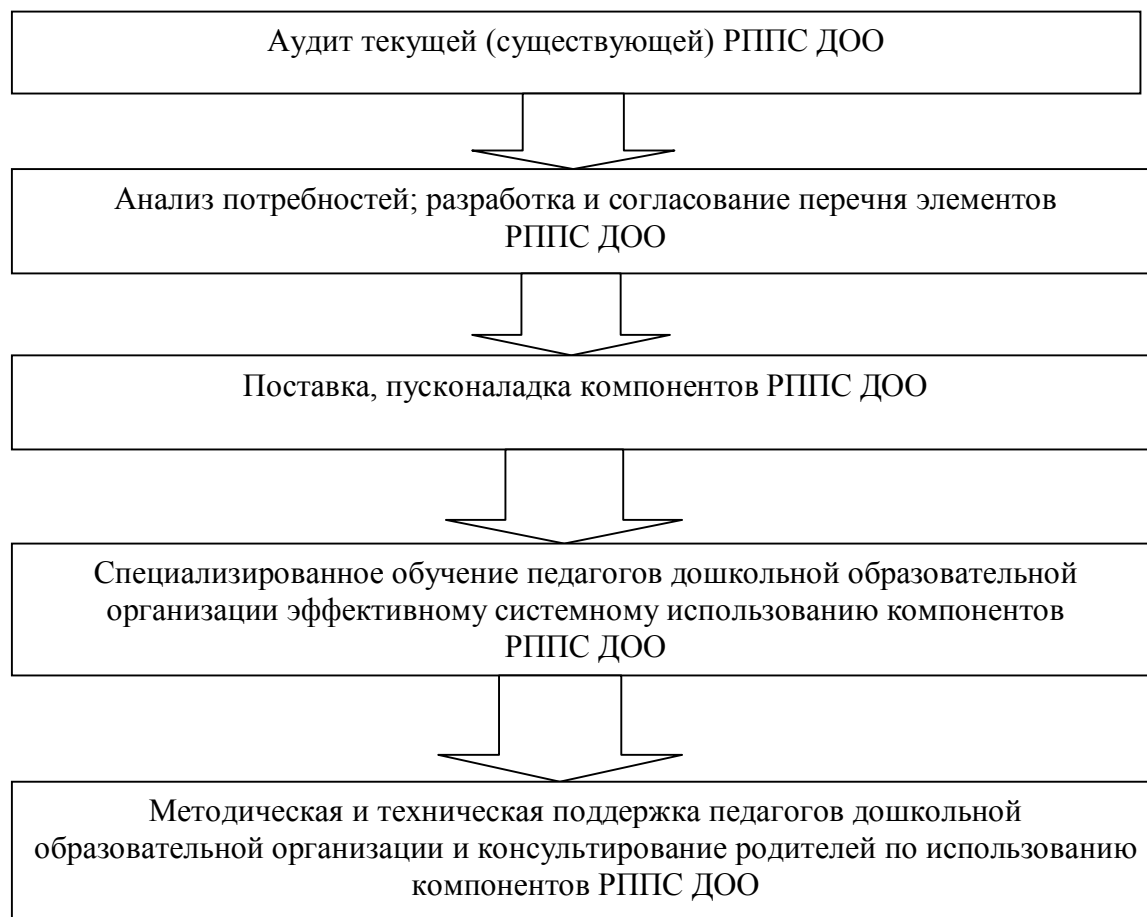 Аудит текущей (существующей) РППС ДОО
Анализ потребностей; разработка и согласование перечня элементов
РППС ДОО
Поставка, пусконаладка компонентов РППС ДОО
Специализированное обучение педагогов дошкольной образовательной
организации эффективному системному использованию компонентов
РППС ДОО
Методическая и техническая поддержка педагогов дошкольной
образовательной организации и консультирование родителей по использованию
компонентов РППС ДОО